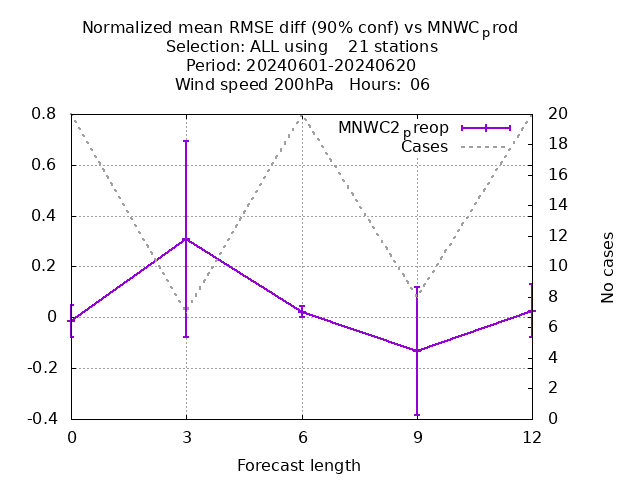 Normalized mean RMSE diff (90% conf) vs MNWCprod
Selection: ALL using    21 stations
Period: 20240601-20240620
Wind speed 200hPa   Hours:  06
MNWC2preop
Cases
0.8
0.6
0.4
0.2
0
-0.2
-0.4
20
18
16
14
12
10
8
6
4
2
0
No cases
0 3 6 9 12
Forecast length